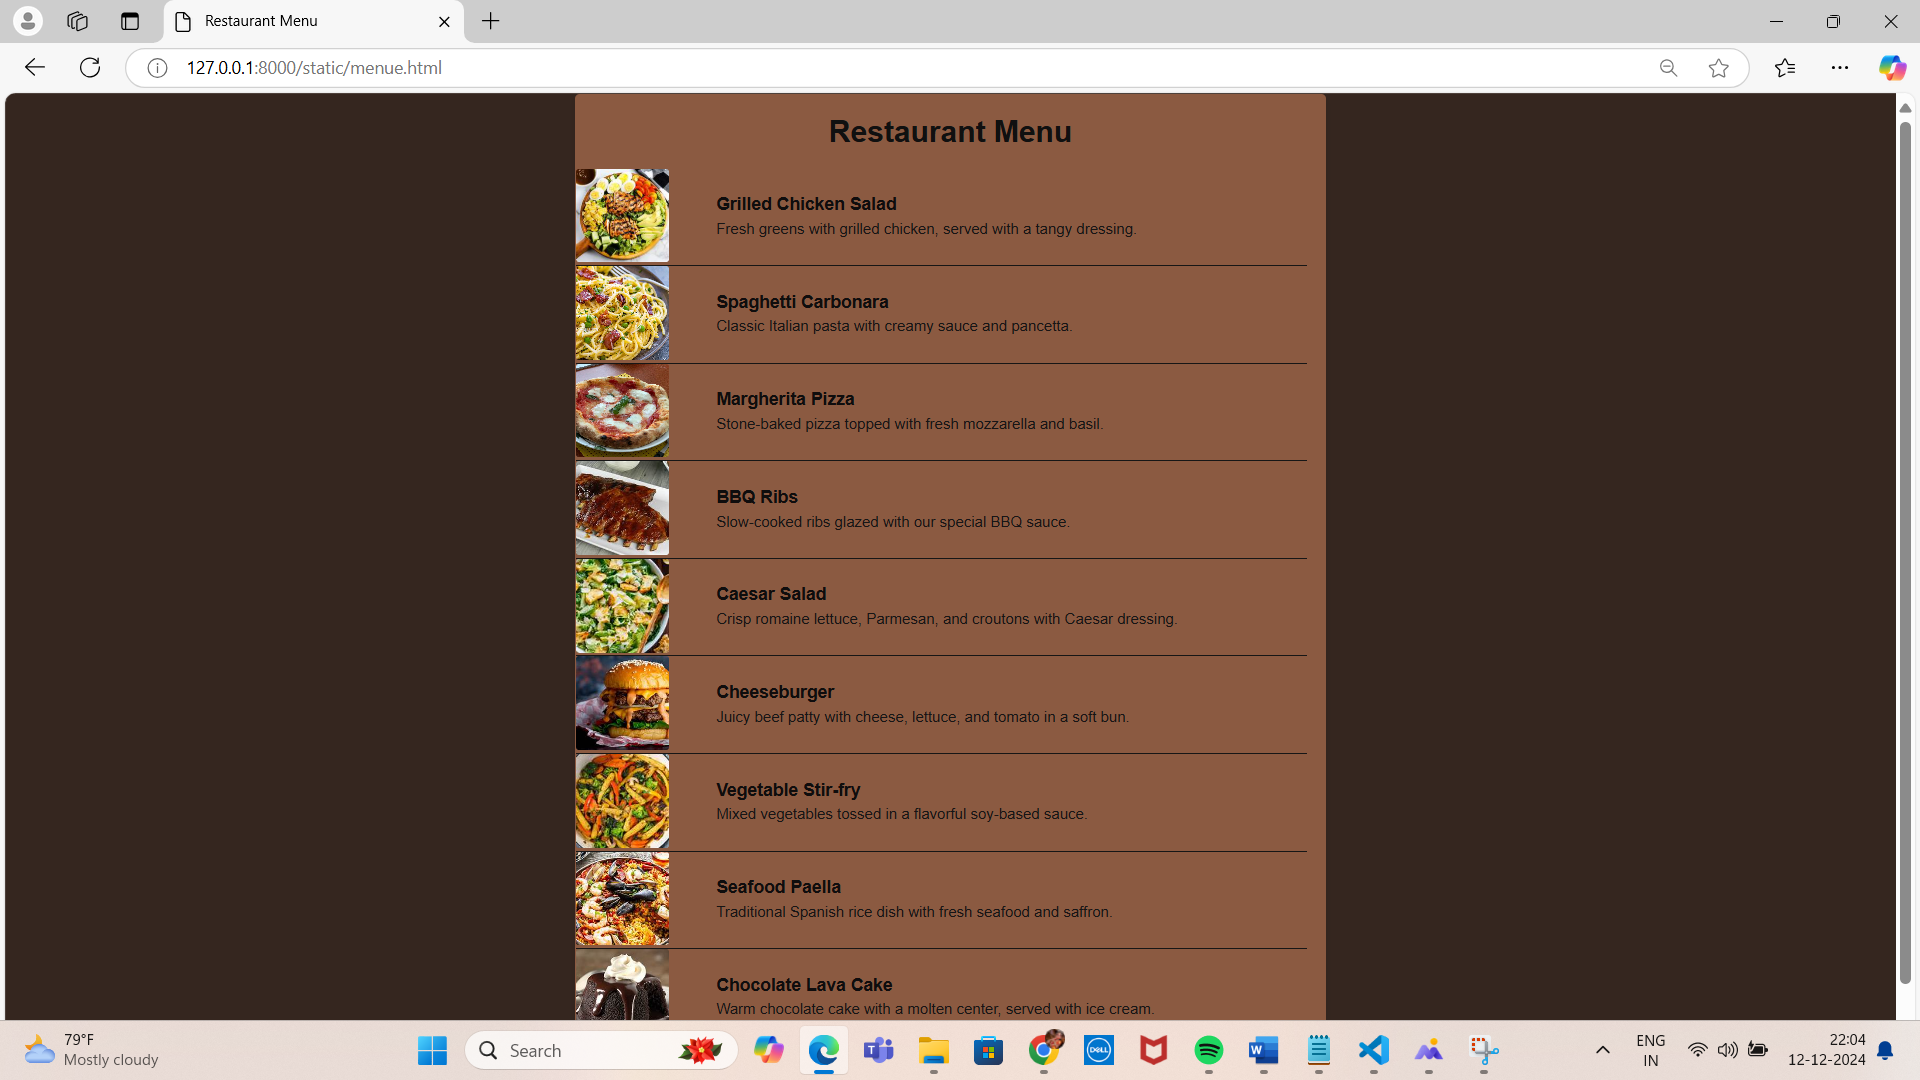 Restaurant Menu
127.0.0.1:8000/static/menue.html
Restaurant Menu
Grilled Chicken Salad
Fresh greens with grilled chicken, served with a tangy dressing.
Spaghetti Carbonara
Classic Italian pasta with creamy sauce and pancetta.
Margherita Pizza
Stone-baked pizza topped with fresh mozzarella and basil.
BBQ Ribs
Slow-cooked ribs glazed with our special BBQ sauce.
Caesar Salad
Crisp romaine lettuce, Parmesan, and croutons with Caesar dressing.
Cheeseburger
Juicy beef patty with cheese, lettuce, and tomato in a soft bun.
Vegetable Stir-fry
Mixed vegetables tossed in a flavorful soy-based sauce.
Seafood Paella
Traditional Spanish rice dish with fresh seafood and saffron.
Chocolate Lava Cake
Warm chocolate cake with a molten center, served with ice cream.
79°F
Mostly cloudy
Search
DELL
ENG
IN
22:04
12-12-2024